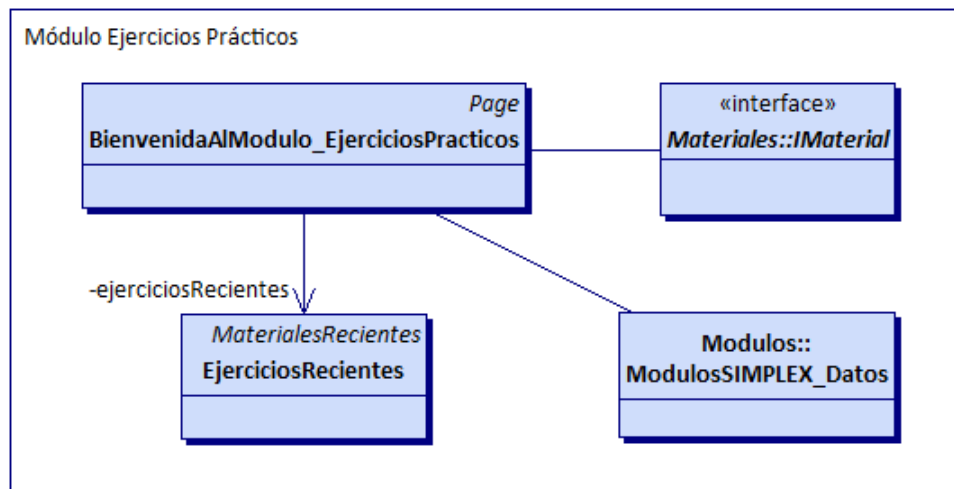 Módulo Ejercicios Prácticos
Page
BienvenidaAlModulo_EjerciciosPracticos
«interface»
Materiales::IMaterial
-ejerciciosRecientes
MaterialesRecientes
EjerciciosRecientes
Modulos::
ModulosSIMPLEX_Datos